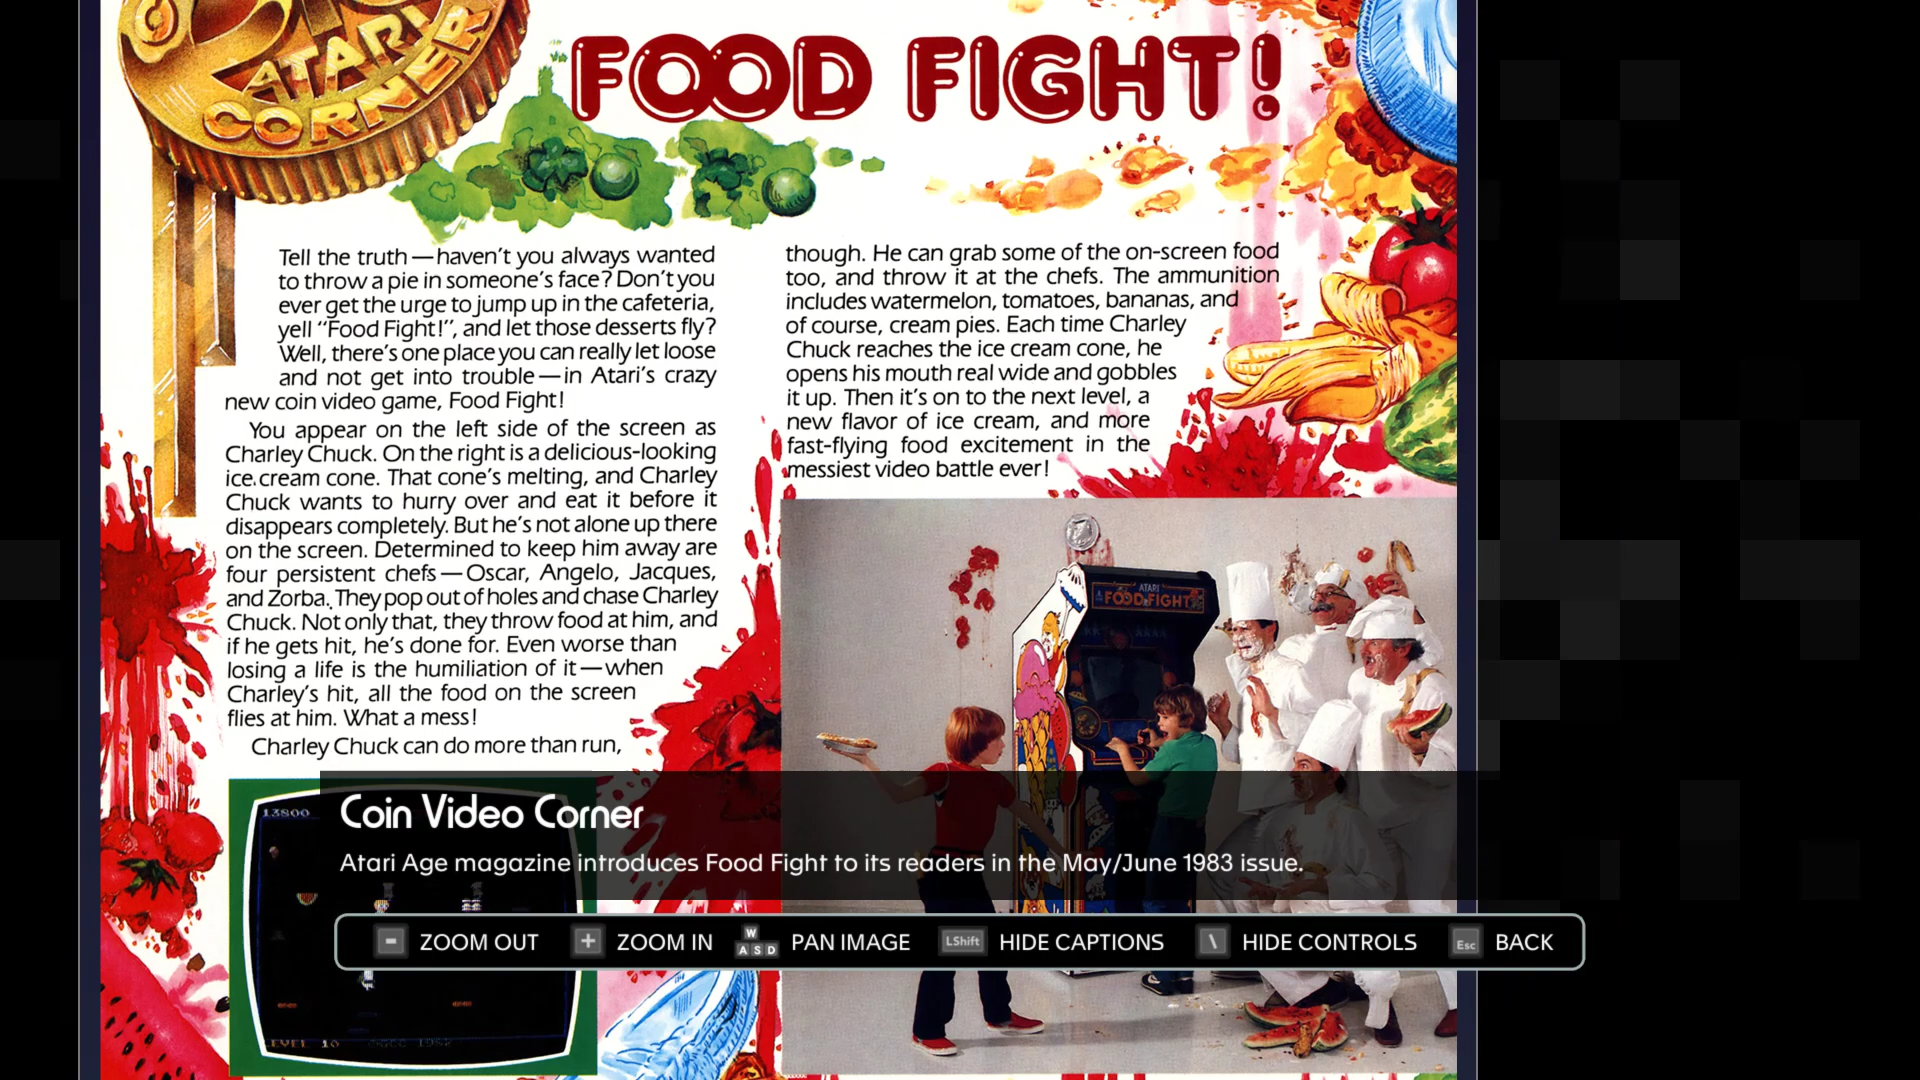 ATARI
CORNER
FOOD FIGHT!
Tell the truth — haven't you always wanted
to throw a pie in someone's face? Don't you
ever get the urge to jump up in the cafeteria,
yell "Food Fight!", and let those desserts fly?
Well, there's one place you can really let loose
and not get into trouble — in Atari's crazy
new coin video game, Food Fight!
You appear on the left side of the screen as
Charley Chuck. On the right is a delicious-looking
ice cream cone. That cone's melting, and Charley
Chuck wants to hurry over and eat it before it
disappears completely. But he's not alone up there
on the screen. Determined to keep him away are
four persistent chefs — Oscar, Angelo, Jacques,
and Zorba. They pop out of holes and chase Charley
Chuck. Not only that, they throw food at him, and
if he gets hit, he's done for. Even worse than
losing a life is the humiliation of it — when
Charley's hit, all the food on the screen
flies at him. What a mess!
Charley Chuck can do more than run,
though. He can grab some of the on-screen food
too, and throw it at the chefs. The ammunition
includes watermelon, tomatoes, bananas, and
of course, cream pies. Each time Charley
Chuck reaches the ice cream cone, he
opens his mouth real wide and gobbles
it up. Then it's on to the next level, a
new flavor of ice cream, and more
fast-flying food excitement in the
messiest video battle ever!
ATARI
FOOD FIGHT
13800
Coin Video Corner
Atari Age magazine introduces Food Fight to its readers in the May/June 1983 issue.
- ZOOM OUT + ZOOM IN W A S D PAN IMAGE LShift HIDE CAPTIONS \ HIDE CONTROLS Esc BACK
LEVEL 10